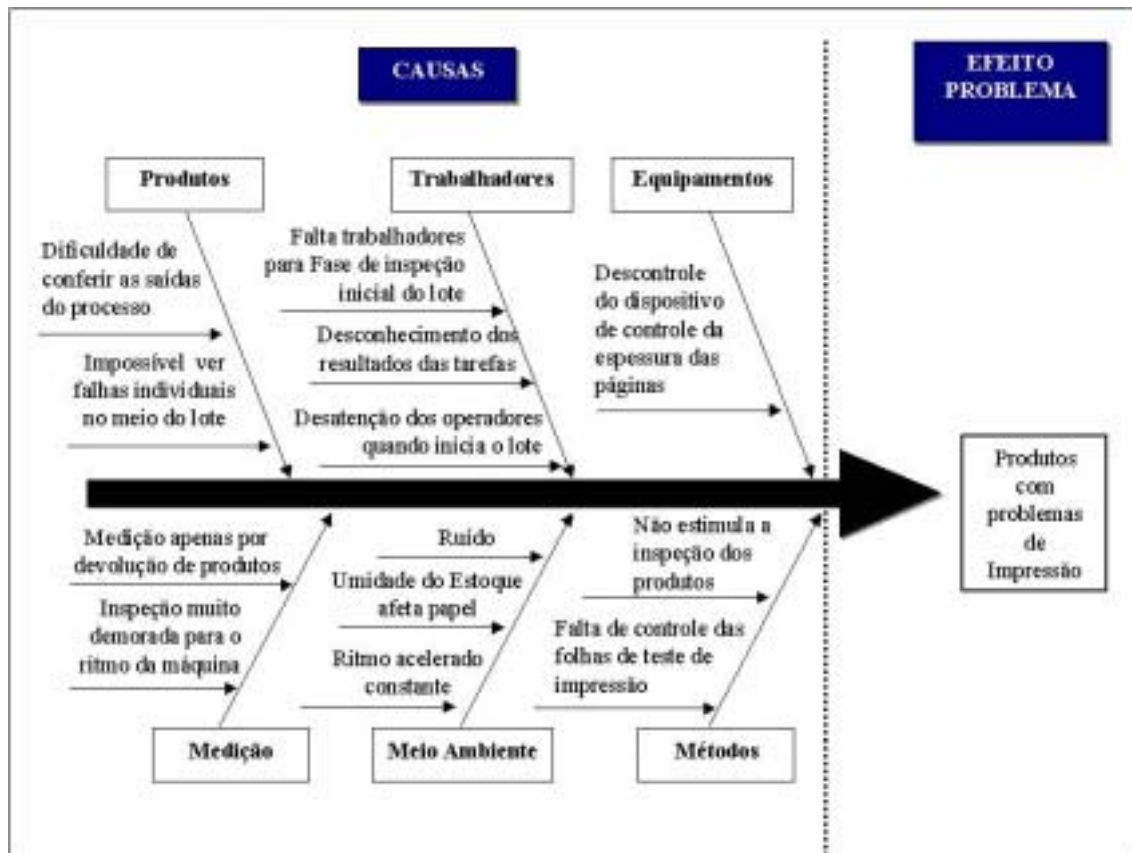 CAUSAS
EFEITO
PROBLEMA
Produtos
Trabalhadores
Equipamentos
Dificuldade de
conferir as saídas
do processo
Impossível ver
falhas individuais
no meio do lote
Falta trabalhadores
para Fase de inspeção
inicial do lote
Desconhecimento dos
resultados das tarefas
Desatenção dos operadores
quando inicia o lote
Descontrole
do dispositivo
de controle da
espessura das
páginas
Produtos
com
problemas
de
Impressão
Medição apenas por
devolução de produtos
Inspeção muito
demorada para o
ritmo da máquina
Ruído
Umidade do Estoque
afeta papel
Ritmo acelerado
constante
Não estimula a
inspeção dos
produtos
Falta de controle das
folhas de teste de
impressão
Medição
Meio Ambiente
Métodos